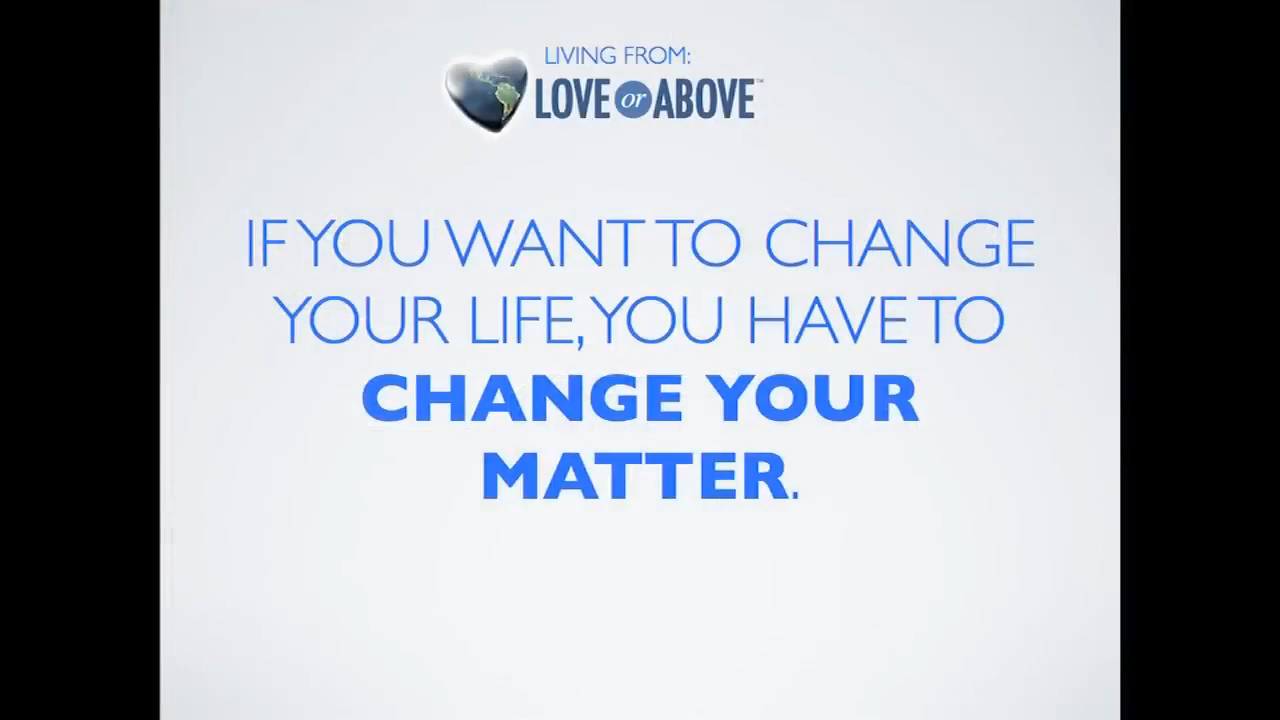 LIVING FROM:
LOVE or ABOVE™
IF YOU WANT TO CHANGE
YOUR LIFE, YOU HAVE TO
CHANGE YOUR
MATTER.